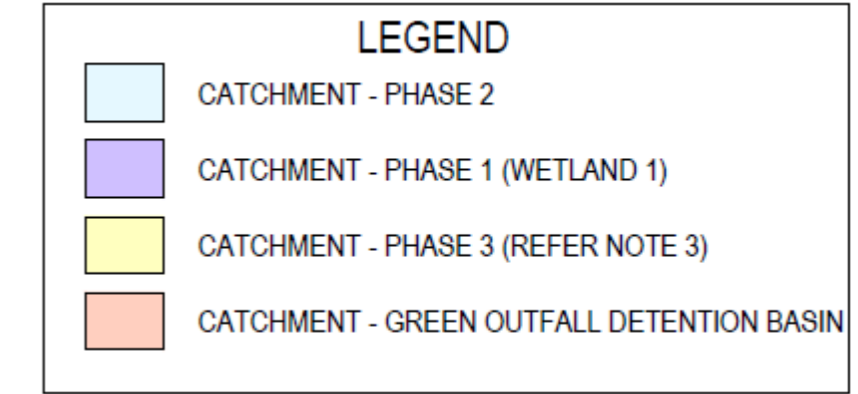 LEGEND
CATCHMENT - PHASE 2
CATCHMENT - PHASE 1 (WETLAND 1)
CATCHMENT - PHASE 3 (REFER NOTE 3)
CATCHMENT - GREEN OUTFALL DETENTION BASIN